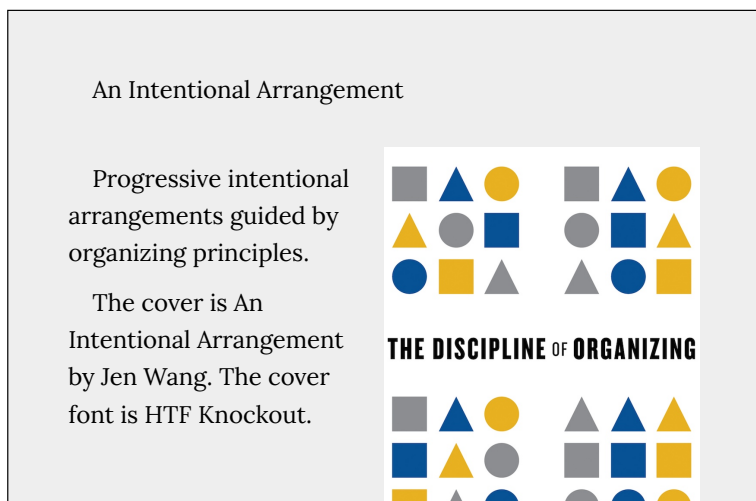 An Intentional Arrangement
Progressive intentional
arrangements guided by
organizing principles.
The cover is An
Intentional Arrangement
by Jen Wang. The cover
font is HTF Knockout.
THE DISCIPLINE OF ORGANIZING